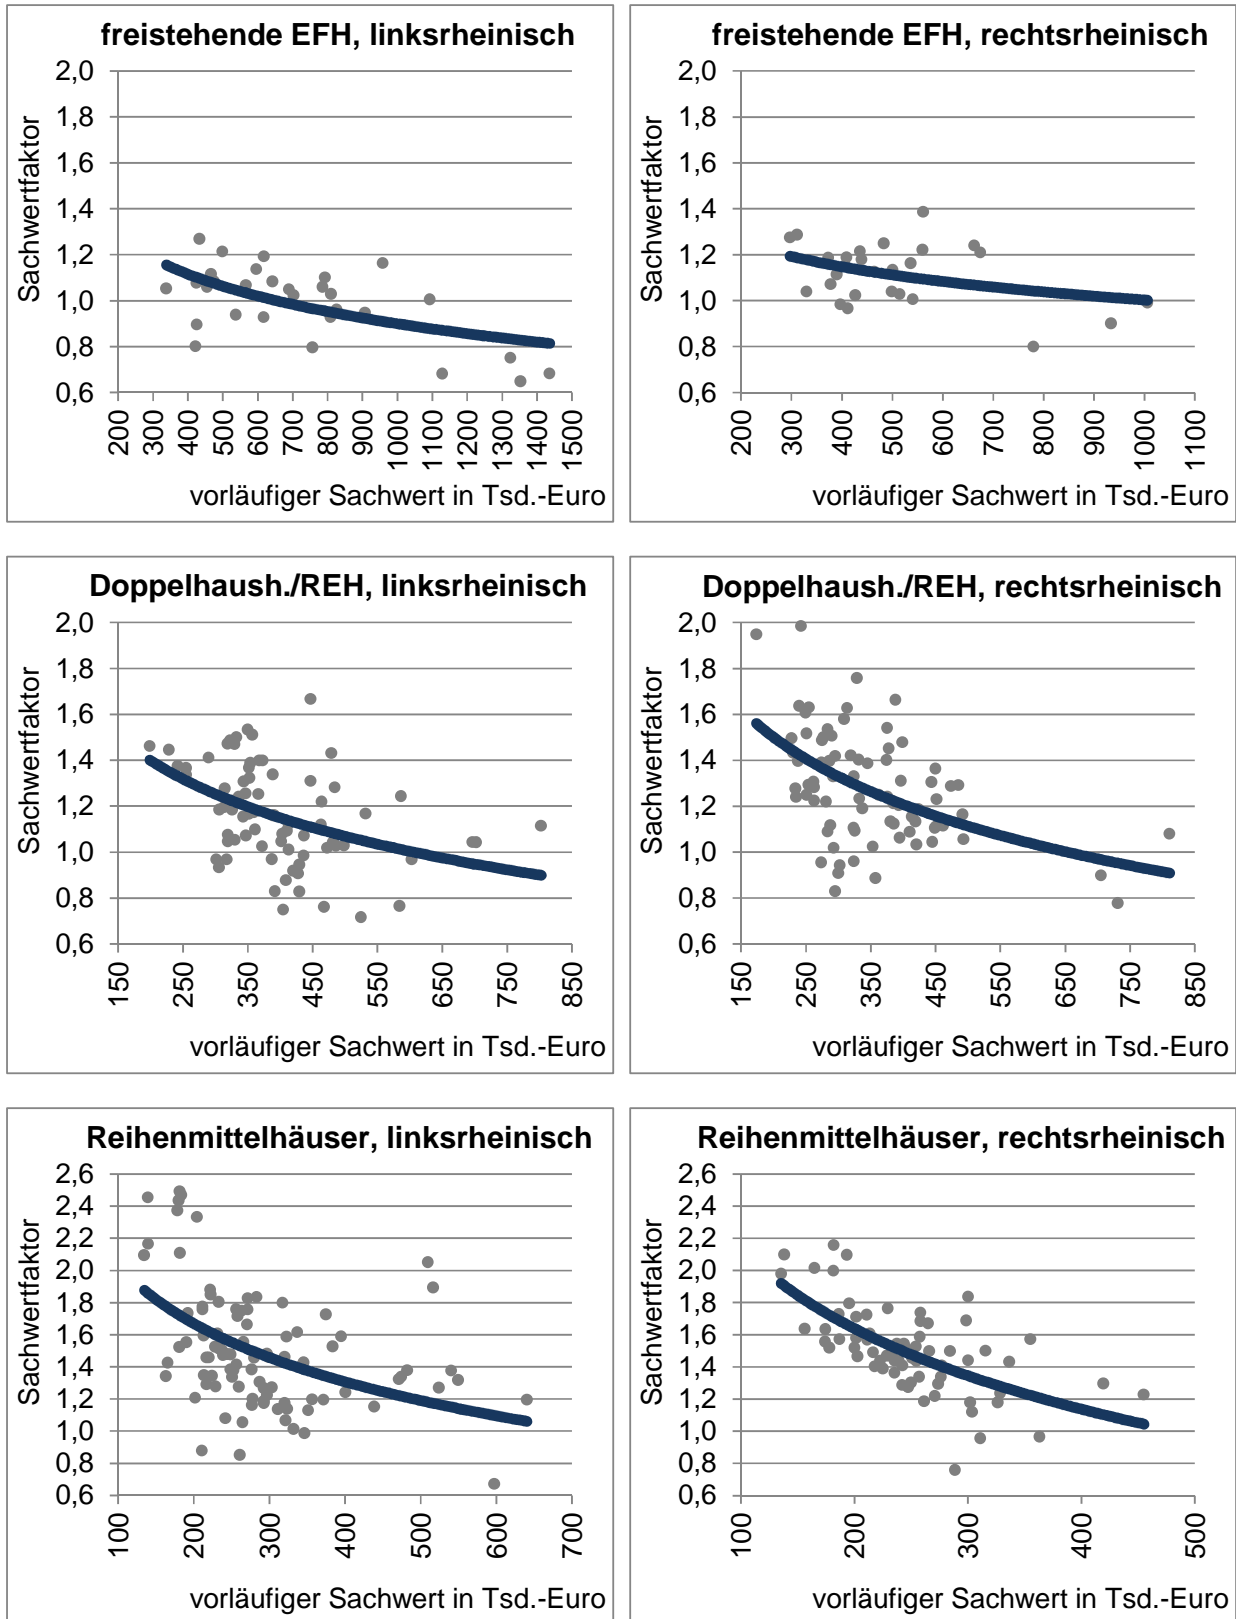 freistehende EFH, linksrheinisch
Sachwertfaktor
2,0
1,8
1,6
1,4
1,2
1,0
0,8
0,6
200 300 400 500 600 700 800 900 1000 1100 1200 1300 1400 1500
vorläufiger Sachwert in Tsd.-Euro
freistehende EFH, rechtsrheinisch
Sachwertfaktor
2,0
1,8
1,6
1,4
1,2
1,0
0,8
0,6
200 300 400 500 600 700 800 900 1000 1100
vorläufiger Sachwert in Tsd.-Euro
Doppelhaush./REH, linksrheinisch
Sachwertfaktor
2,0
1,8
1,6
1,4
1,2
1,0
0,8
0,6
150 250 350 450 550 650 750 850
vorläufiger Sachwert in Tsd.-Euro
Doppelhaush./REH, rechtsrheinisch
Sachwertfaktor
2,0
1,8
1,6
1,4
1,2
1,0
0,8
0,6
150 250 350 450 550 650 750 850
vorläufiger Sachwert in Tsd.-Euro
Reihenmittelhäuser, linksrheinisch
Sachwertfaktor
2,6
2,4
2,2
2,0
1,8
1,6
1,4
1,2
1,0
0,8
0,6
100 200 300 400 500 600 700
vorläufiger Sachwert in Tsd.-Euro
Reihenmittelhäuser, rechtsrheinisch
Sachwertfaktor
2,6
2,4
2,2
2,0
1,8
1,6
1,4
1,2
1,0
0,8
0,6
100 200 300 400 500
vorläufiger Sachwert in Tsd.-Euro